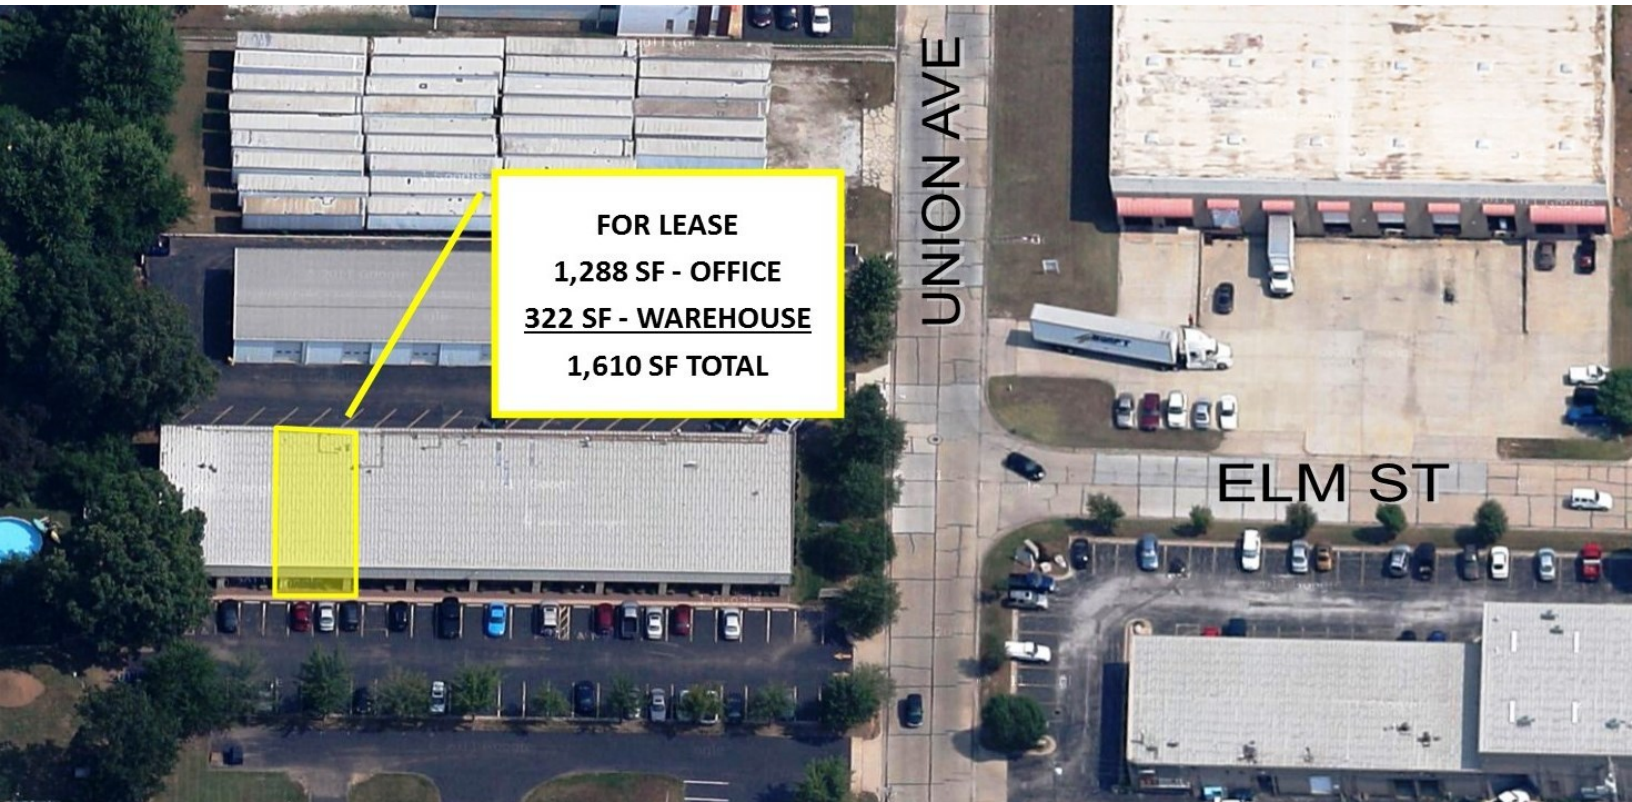 FOR LEASE
1,288 SF - OFFICE
322 SF - WAREHOUSE
1,610 SF TOTAL
UNION AVE
ELM ST